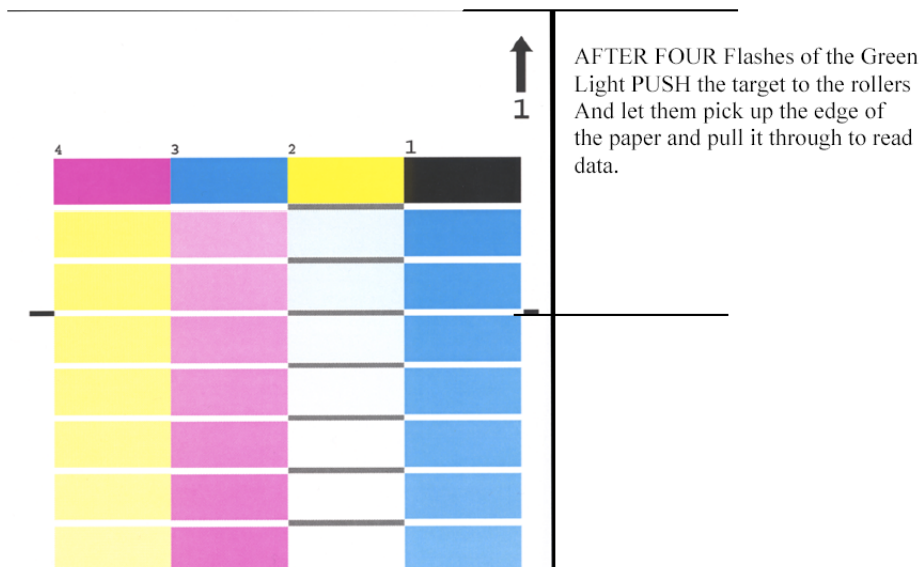 AFTER FOUR Flashes of the Green
Light PUSH the target to the rollers
And let them pick up the edge of
the paper and pull it through to read
data.
1
4 3 2 1